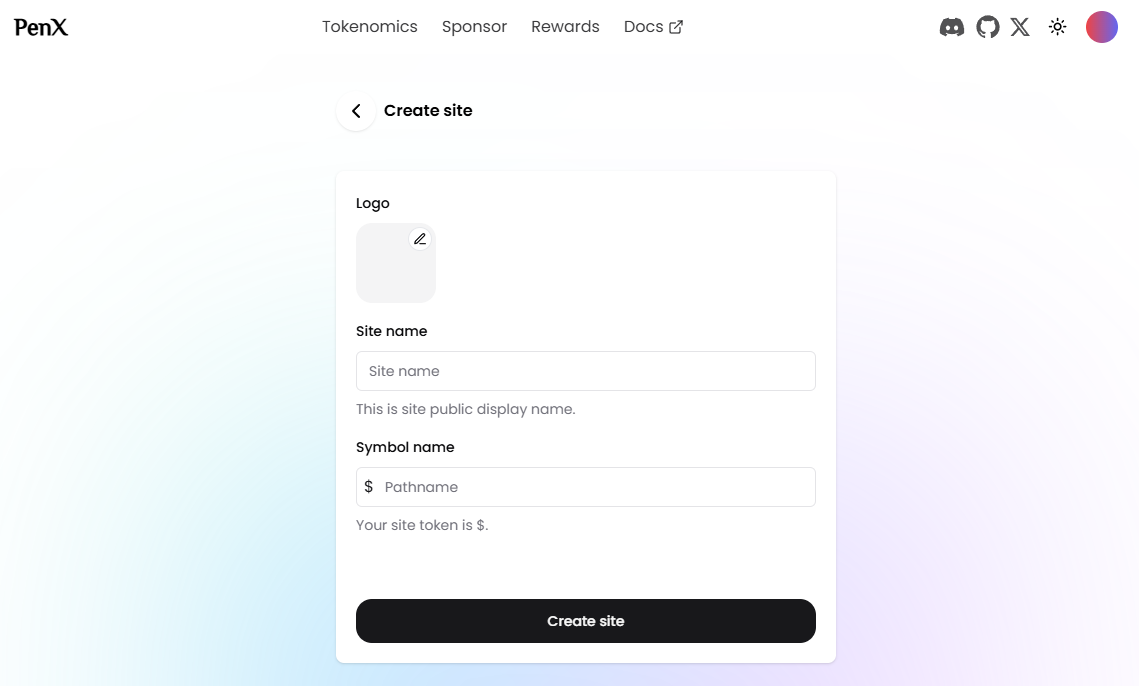 PenX
Tokenomics
Sponsor
Rewards
Docs
Create site
Logo
Site name
Site name
This is site public display name.
Symbol name
$ Pathname
Your site token is $.
Create site